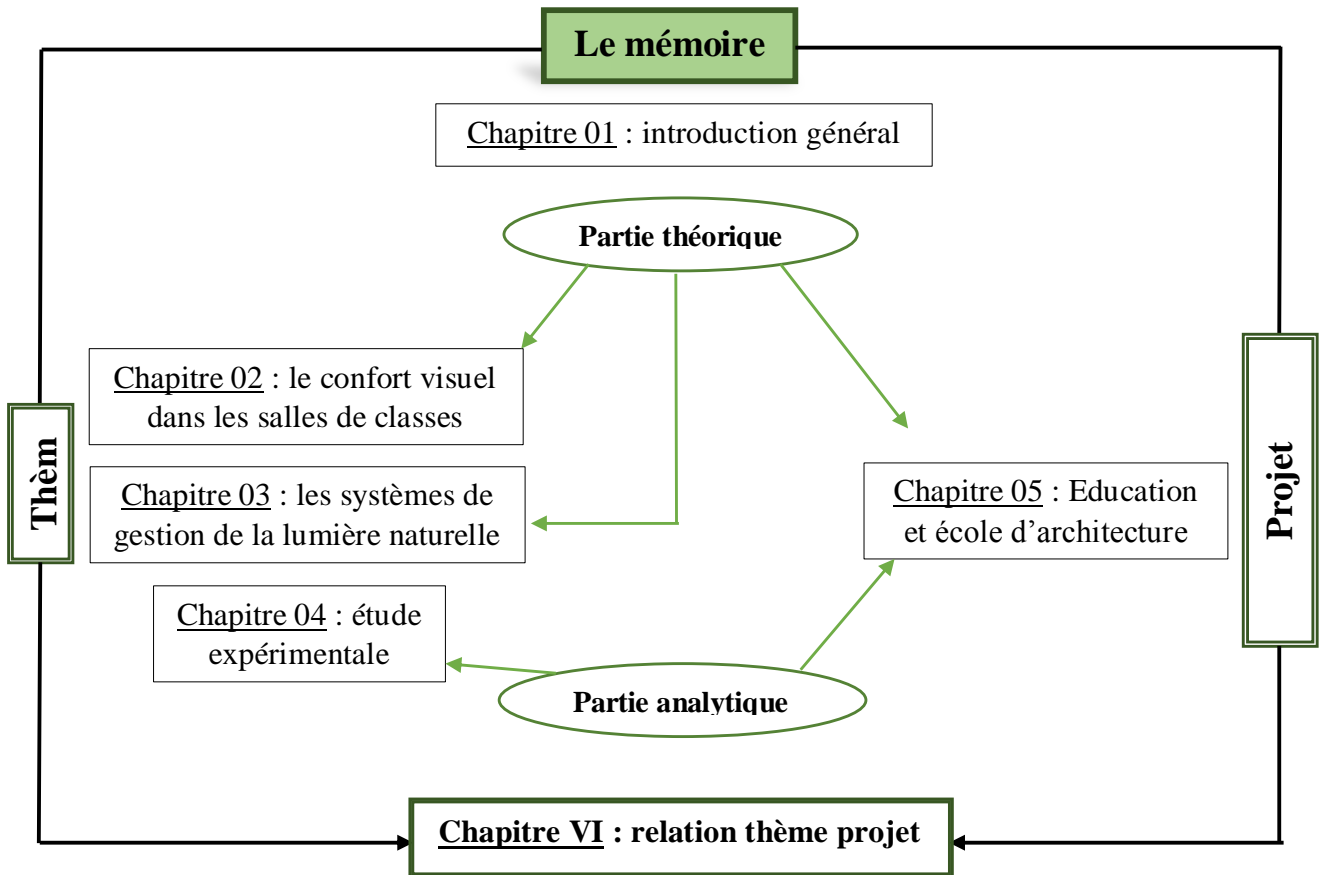 Le mémoire
Chapitre 01 : introduction général
Partie théorique
Chapitre 02 : le confort visuel
dans les salles de classes
Thèm
Chapitre 03 : les systèmes de
gestion de la lumière naturelle
Chapitre 05 : Education
et école d’architecture
Projet
Chapitre 04 : étude
expérimentale
Partie analytique
Chapitre VI : relation thème projet